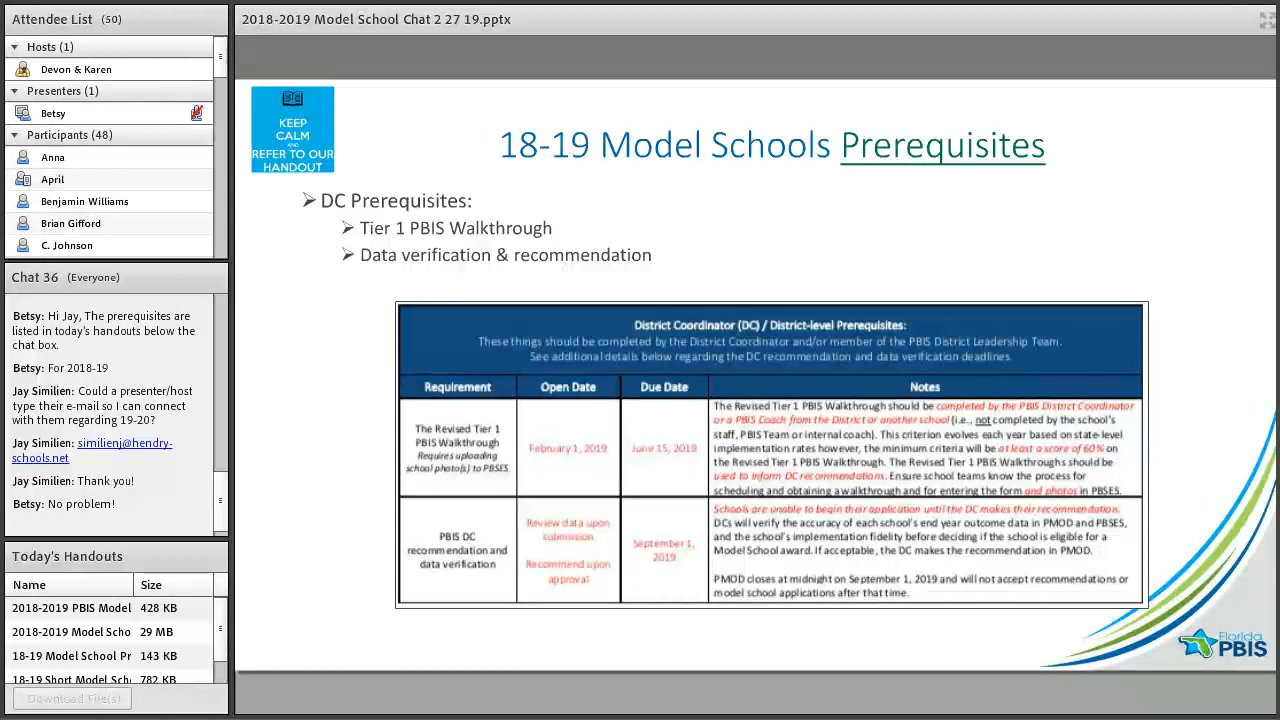 Attendee List (50)
Hosts (1)
Devon & Karen
Presenters (1)
Betsy
Participants (48)
Anna
April
Benjamin Williams
Brian Gifford
C. Johnson
Chat 36 (Everyone)
Betsy: Hi Jay, The prerequisites are
listed in today's handouts below the
chat box.
Betsy: For 2018-19
Jay Similien: Could a presenter/host
type their e-mail so I can connect
with them regarding 19-20?
Jay Similien: similienj@hendry-
schools.net
Jay Similien: Thank you!
Betsy: No problem!
Today's Handouts
Name Size
2018-2019 PBIS Model 428 KB
2018-2019 Model Scho 29 MB
18-19 Model School Pr 143 KB
18-19 Short Model Sch 782 KB
Download File(s)
2018-2019 Model School Chat 2 27 19.pptx
KEEP
CALM
AND
REFER TO OUR
HANDOUT
18-19 Model Schools Prerequisites
DC Prerequisites:
Tier 1 PBIS Walkthrough
Data verification & recommendation
District Coordinator (DC) / District-level Prerequisites:
These things should be completed by the District Coordinator and/or member of the PBIS District Leadership Team.
See additional details below regarding the DC recommendation and data verification deadlines.
Requirement Open Date Due Date Notes
The Revised Tier 1
PBIS Walkthrough
Requires uploading
school photo(s) to PBSES
February 1, 2019
June 15, 2019
The Revised Tier 1 PBIS Walkthrough should be completed by the PBIS District Coordinator
or a PBIS Coach from the District or another school (i.e., not completed by the school's
staff, PBIS Team or internal coach). This criterion evolves each year based on state-level
implementation rates however, the minimum criteria will be at least a score of 60% on
the Revised Tier 1 PBIS Walkthrough. The Revised Tier 1 PBIS Walkthroughs should be
used to inform DC recommendations. Ensure school teams know the process for
scheduling and obtaining a walkthrough and for entering the form and photos in PBSES.
PBIS DC
recommendation and
data verification
Review data upon
submission
Recommend upon
approval
September 1,
2019
Schools are unable to begin their application until the DC makes their recommendation.
DCs will verify the accuracy of each school's end year outcome data in PMOD and PBSES,
and the school's implementation fidelity before deciding if the school is eligible for a
Model School award. If acceptable, the DC makes the recommendation in PMOD.
PMOD closes at midnight on September 1, 2019 and will not accept recommendations or
model school applications after that time.
Florida
PBIS